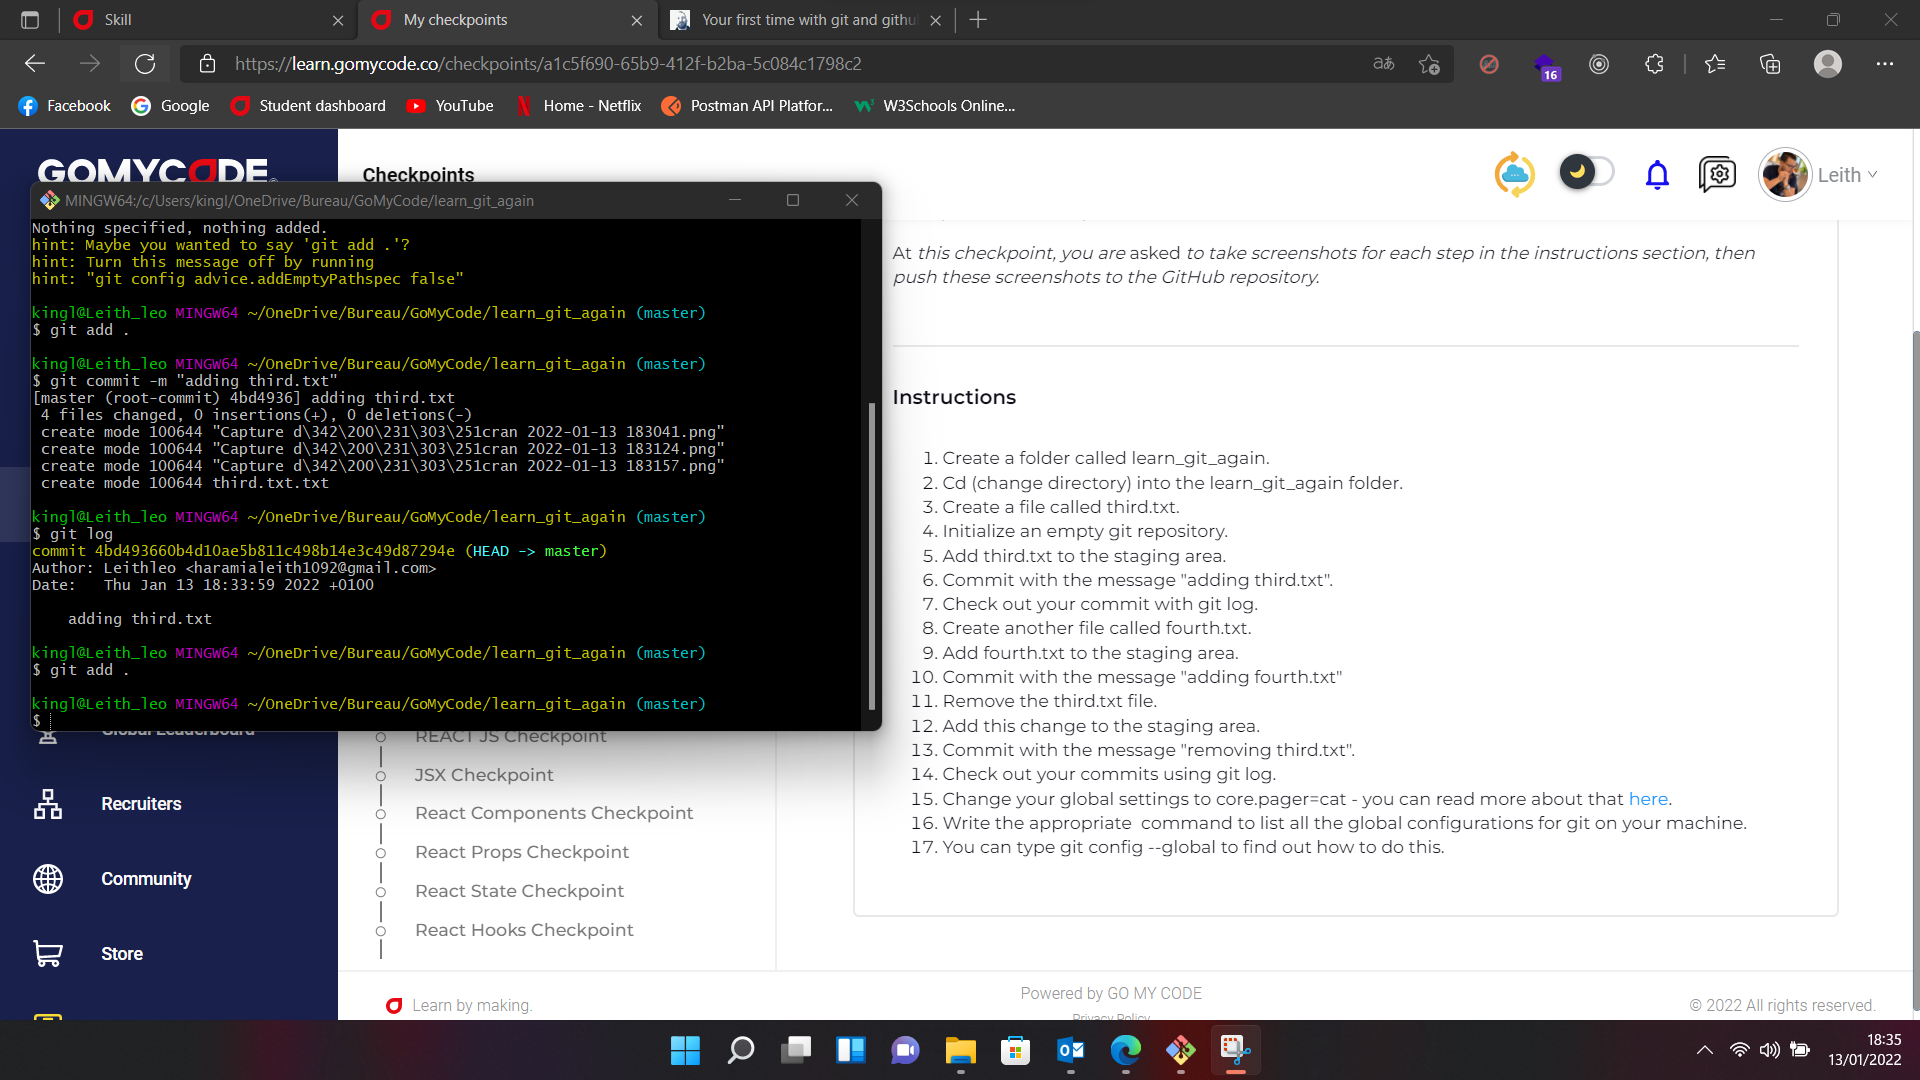 Skill
My checkpoints
Your first time with git and githu
https://learn.gomycode.co/checkpoints/a1c5f690-65b9-412f-b2ba-5c084c1798c2
16
Facebook
Google
Student dashboard
YouTube
Home - Netflix
Postman API Platfor...
W3Schools Online...
GOMYCODE
Checkpoints
Leith
MINGW64:/c/Users/kingl/OneDrive/Bureau/GoMyCode/learn_git_again
Nothing specified, nothing added.
hint: Maybe you wanted to say 'git add .'?
hint: Turn this message off by running
hint: "git config advice.addEmptyPathspec false"
kingl@Leith_leo MINGW64 ~/OneDrive/Bureau/GoMyCode/learn_git_again (master)
$ git add .
kingl@Leith_leo MINGW64 ~/OneDrive/Bureau/GoMyCode/learn_git_again (master)
$ git commit -m "adding third.txt"
[master (root-commit) 4bd4936] adding third.txt
4 files changed, 0 insertions(+), 0 deletions(-)
create mode 100644 "Capture d\342\200\231\303\251cran 2022-01-13 183041.png"
create mode 100644 "Capture d\342\200\231\303\251cran 2022-01-13 183124.png"
create mode 100644 "Capture d\342\200\231\303\251cran 2022-01-13 183157.png"
create mode 100644 third.txt.txt
kingl@Leith_leo MINGW64 ~/OneDrive/Bureau/GoMyCode/learn_git_again (master)
$ git log
commit 4bd493660b4d10ae5b811c498b14e3c49d87294e (HEAD -> master)
Author: Leithleo <haramialeith1092@gmail.com>
Date:   Thu Jan 13 18:33:59 2022 +0100
adding third.txt
kingl@Leith_leo MINGW64 ~/OneDrive/Bureau/GoMyCode/learn_git_again (master)
$ git add .
kingl@Leith_leo MINGW64 ~/OneDrive/Bureau/GoMyCode/learn_git_again (master)
$
Global Leaderboard
Recruiters
Community
Store
REACT JS Checkpoint
JSX Checkpoint
React Components Checkpoint
React Props Checkpoint
React State Checkpoint
React Hooks Checkpoint
At this checkpoint, you are asked to take screenshots for each step in the instructions section, then
push these screenshots to the GitHub repository.
Instructions
1. Create a folder called learn_git_again.
2. Cd (change directory) into the learn_git_again folder.
3. Create a file called third.txt.
4. Initialize an empty git repository.
5. Add third.txt to the staging area.
6. Commit with the message "adding third.txt".
7. Check out your commit with git log.
8. Create another file called fourth.txt.
9. Add fourth.txt to the staging area.
10. Commit with the message "adding fourth.txt"
11. Remove the third.txt file.
12. Add this change to the staging area.
13. Commit with the message "removing third.txt".
14. Check out your commits using git log.
15. Change your global settings to core.pager=cat - you can read more about that here.
16. Write the appropriate  command to list all the global configurations for git on your machine.
17. You can type git config --global to find out how to do this.
Learn by making.
Powered by GO MY CODE
Privacy Policy
© 2022 All rights reserved.
18:35
13/01/2022